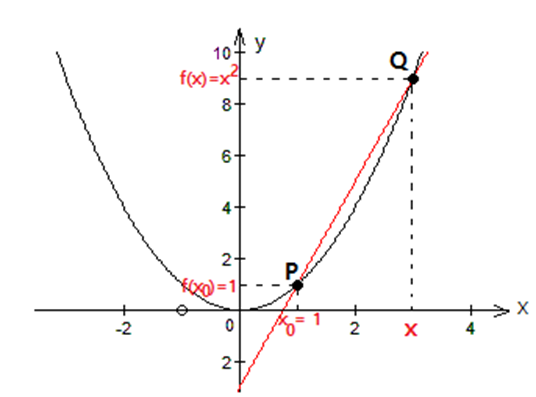 y
10
Q
f(x)=x²
8
6
4
2
P
f(x₀)=1
-2
0
x₀= 1
2
x
4
X
2